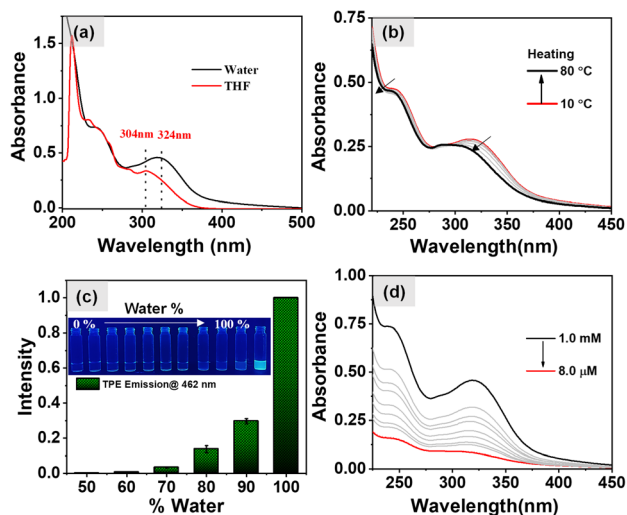 (a)
Absorbance
1.5
1.0
0.5
0.0
Water
THF
304nm 324nm
200 300 400 500
Wavelength (nm)
(b)
Absorbance
0.75
0.50
0.25
0.00
Heating
80 °C
10 °C
250 300 350 400 450
Wavelength(nm)
(c)
Intensity
1.0
0.8
0.6
0.4
0.2
0.0
Water %
0 % 100 %
TPE Emission@ 462 nm
50 60 70 80 90 100
% Water
(d)
Absorbance
1.00
0.75
0.50
0.25
0.00
1.0 mM
8.0 μM
250 300 350 400 450
Wavelength(nm)